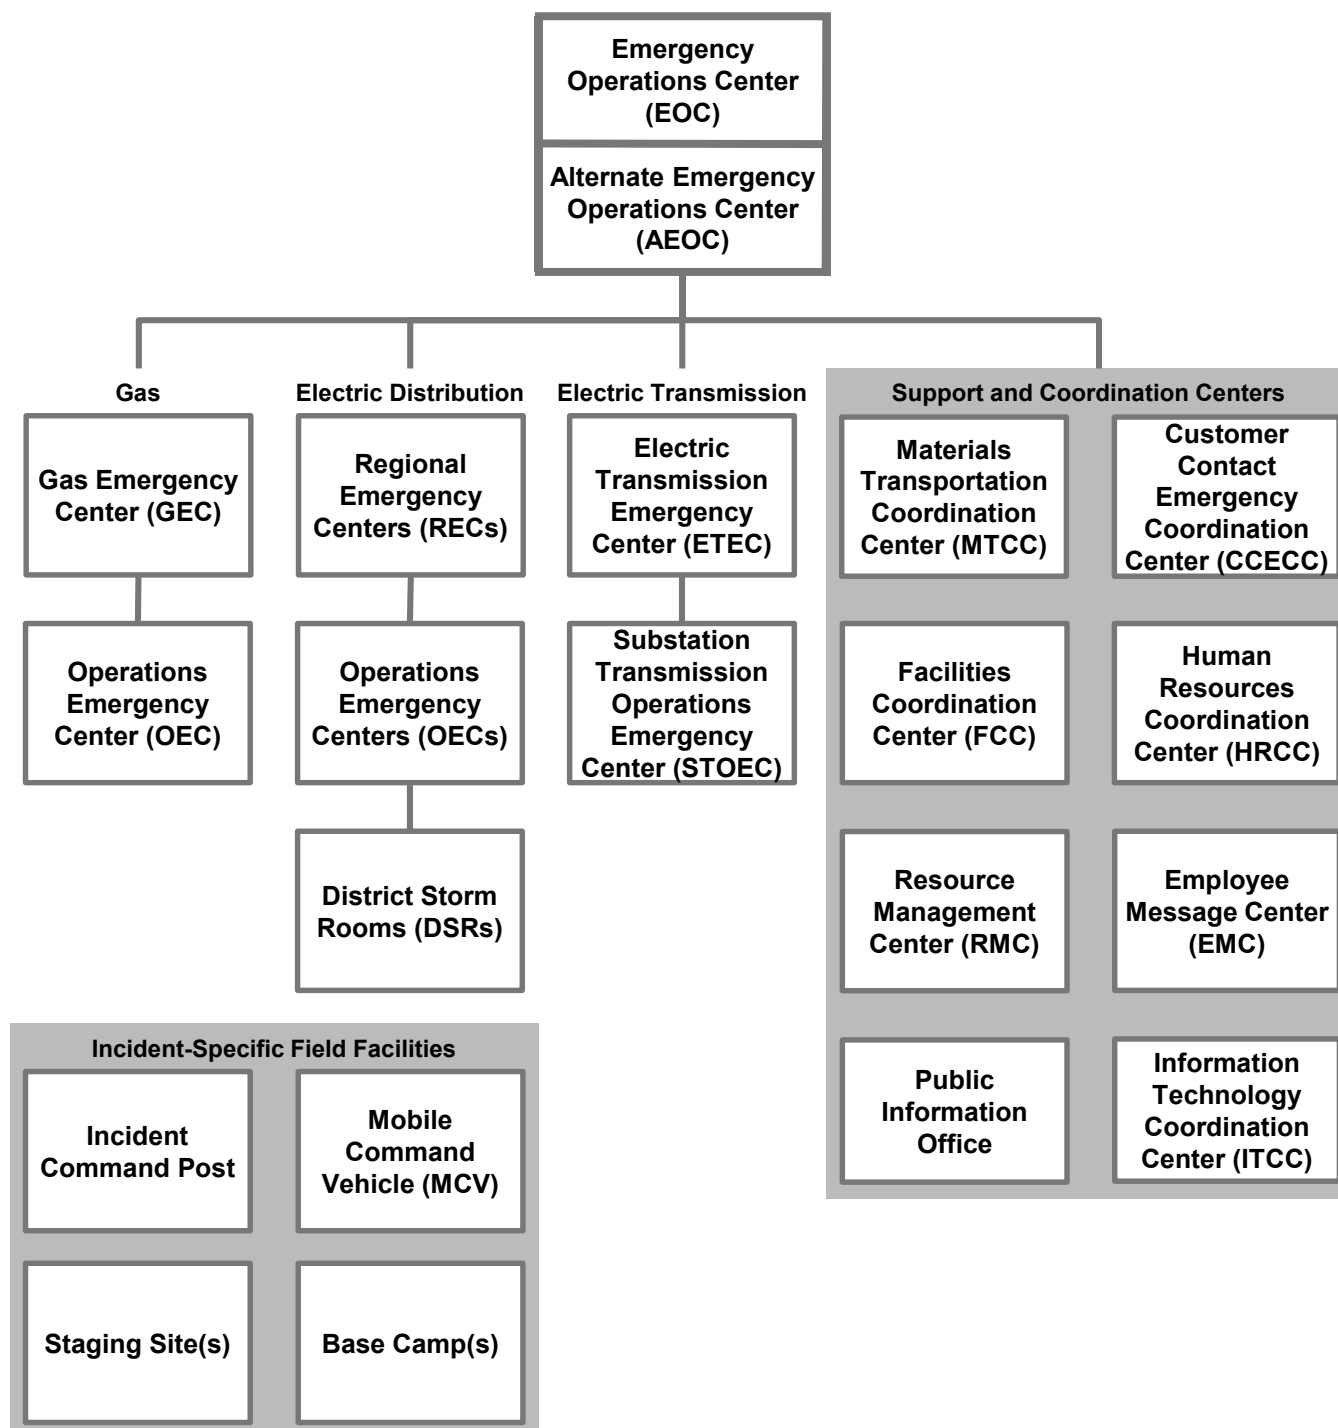 Emergency
Operations Center
(EOC)
Alternate Emergency
Operations Center
(AEOC)
Gas
Gas Emergency
Center (GEC)
Operations
Emergency
Center (OEC)
Electric Distribution
Regional
Emergency
Centers (RECs)
Operations
Emergency
Centers (OECs)
District Storm
Rooms (DSRs)
Electric Transmission
Electric
Transmission
Emergency
Center (ETEC)
Substation
Transmission
Operations
Emergency
Center (STOEC)
Support and Coordination Centers
Materials
Transportation
Coordination
Center (MTCC)
Customer
Contact
Emergency
Coordination
Center (CCECC)
Facilities
Coordination
Center (FCC)
Human
Resources
Coordination
Center (HRCC)
Resource
Management
Center (RMC)
Employee
Message Center
(EMC)
Public
Information
Office
Information
Technology
Coordination
Center (ITCC)
Incident-Specific Field Facilities
Incident
Command Post
Mobile
Command
Vehicle (MCV)
Staging Site(s)
Base Camp(s)